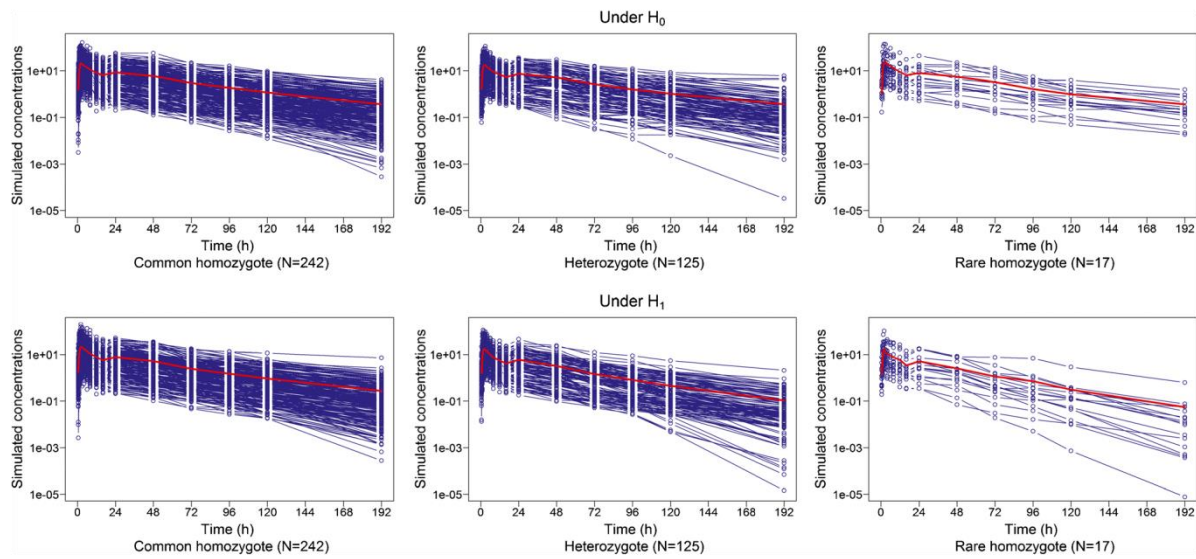 Under H₀
Simulated concentrations
1e+01
1e-01
1e-03
1e-05
0 24 48 72 96 120 144 168 192
Time (h)
Common homozygote (N=242)
Simulated concentrations
1e+01
1e-01
1e-03
1e-05
0 24 48 72 96 120 144 168 192
Time (h)
Heterozygote (N=125)
Simulated concentrations
1e+01
1e-01
1e-03
1e-05
0 24 48 72 96 120 144 168 192
Time (h)
Rare homozygote (N=17)
Under H₁
Simulated concentrations
1e+01
1e-01
1e-03
1e-05
0 24 48 72 96 120 144 168 192
Time (h)
Common homozygote (N=242)
Simulated concentrations
1e+01
1e-01
1e-03
1e-05
0 24 48 72 96 120 144 168 192
Time (h)
Heterozygote (N=125)
Simulated concentrations
1e+01
1e-01
1e-03
1e-05
0 24 48 72 96 120 144 168 192
Time (h)
Rare homozygote (N=17)